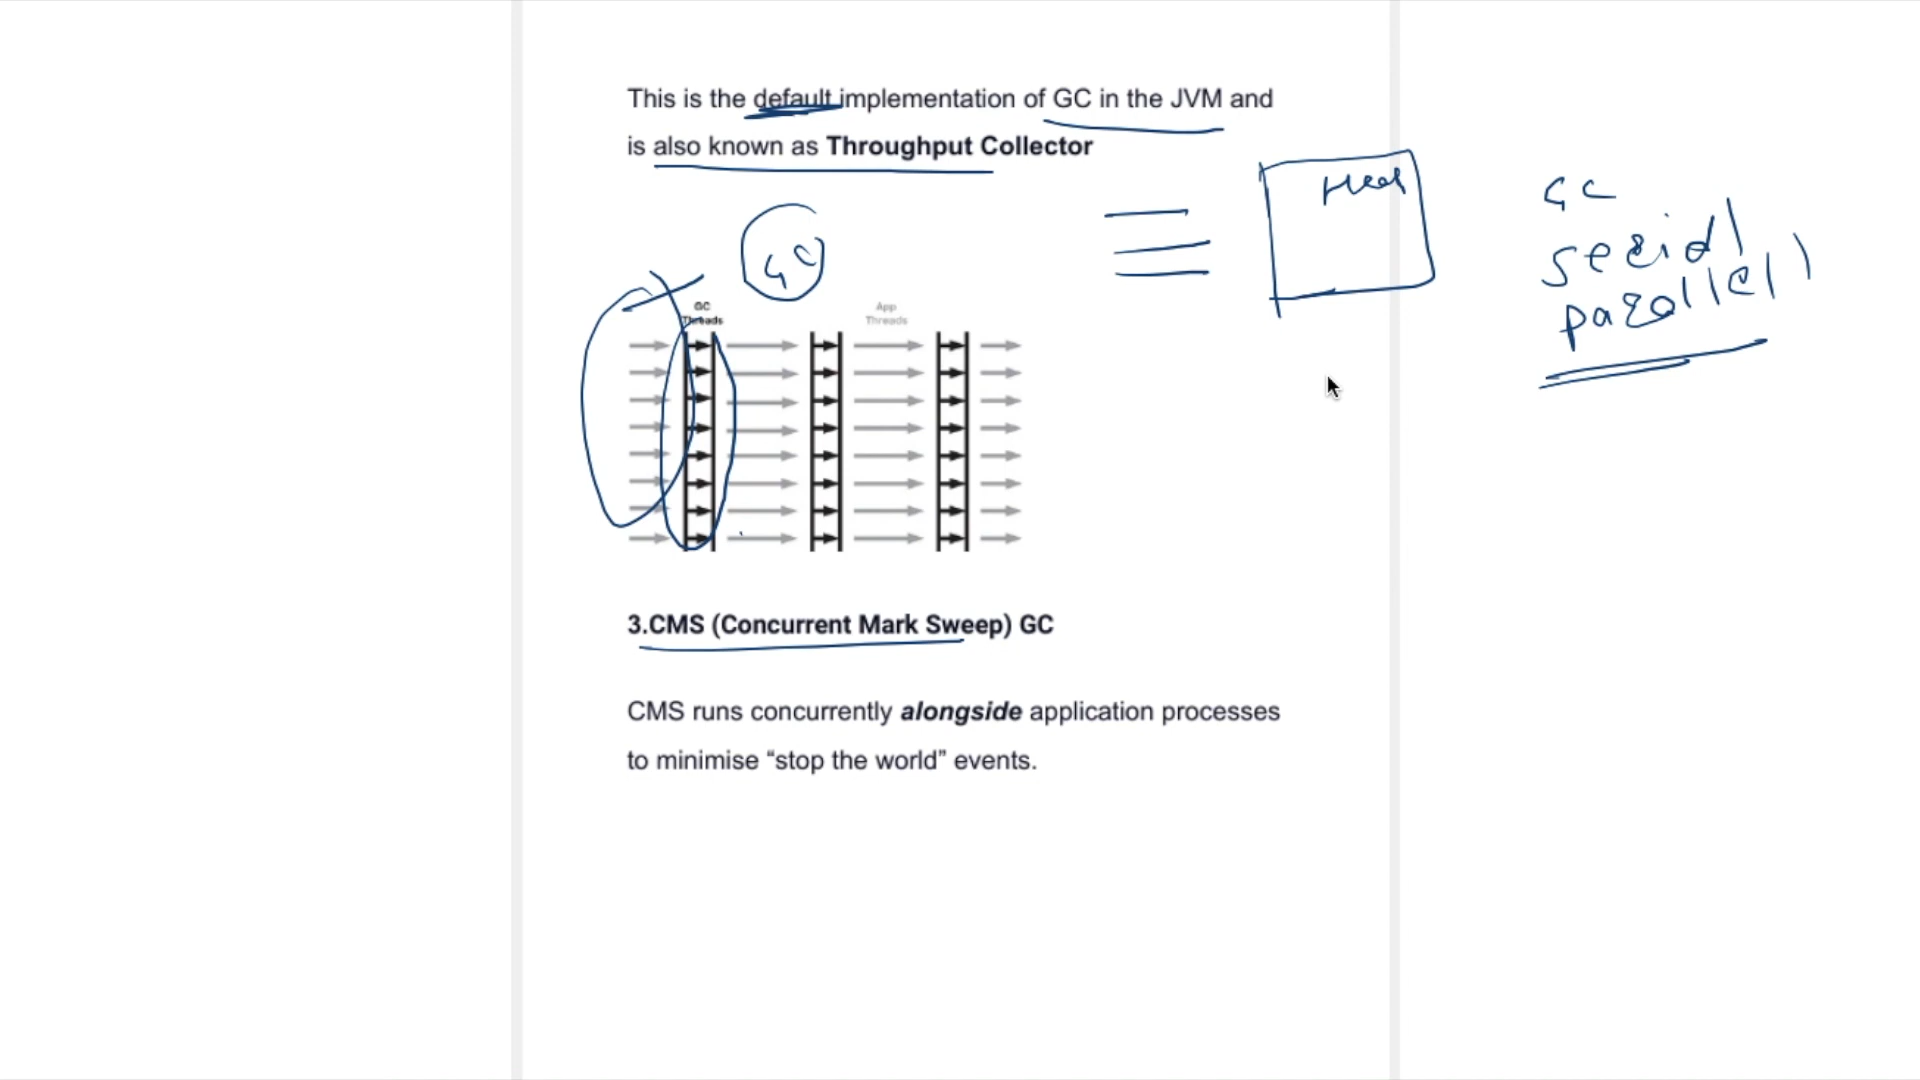 This is the default implementation of GC in the JVM and
is also known as Throughput Collector
Heap
GC
serial
parallel
GC
GC
Threads
App
Threads
3.CMS (Concurrent Mark Sweep) GC
CMS runs concurrently alongside application processes
to minimise “stop the world” events.